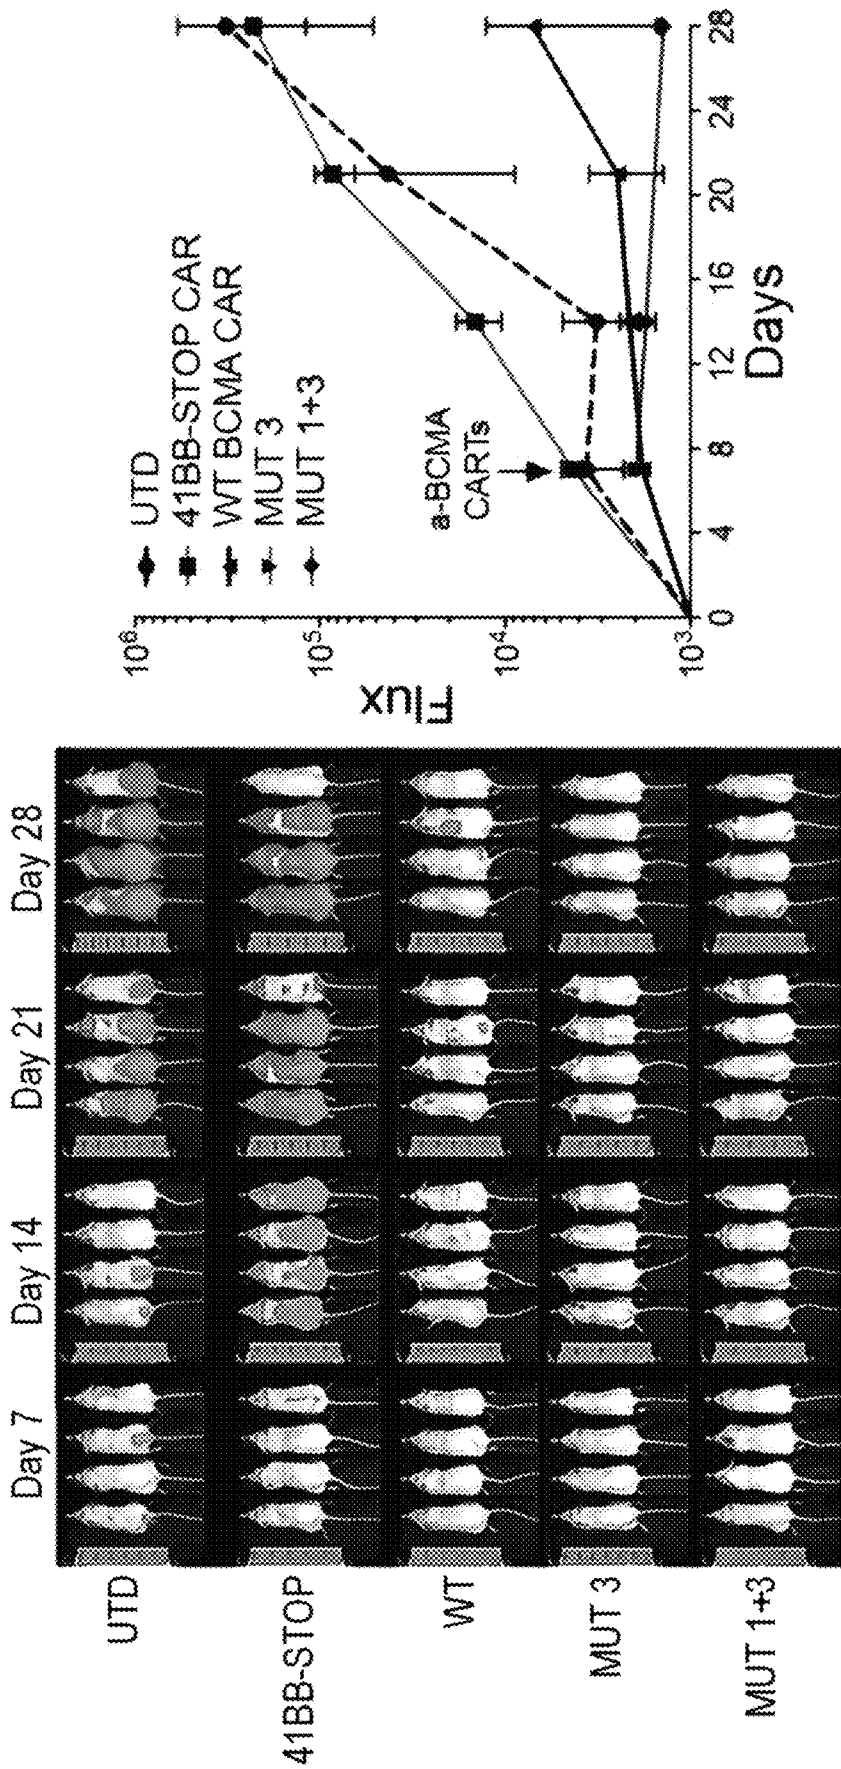 Day 7
Day 14
Day 21
Day 28
UTD
41BB-STOP
WT
MUT 3
MUT 1+3
UTD
41BB-STOP CAR
WT BCMA CAR
MUT 3
MUT 1+3
a-BCMA
CARTs
Flux
10⁶
10⁵
10⁴
10³
0
4
8
12
16
20
24
28
Days